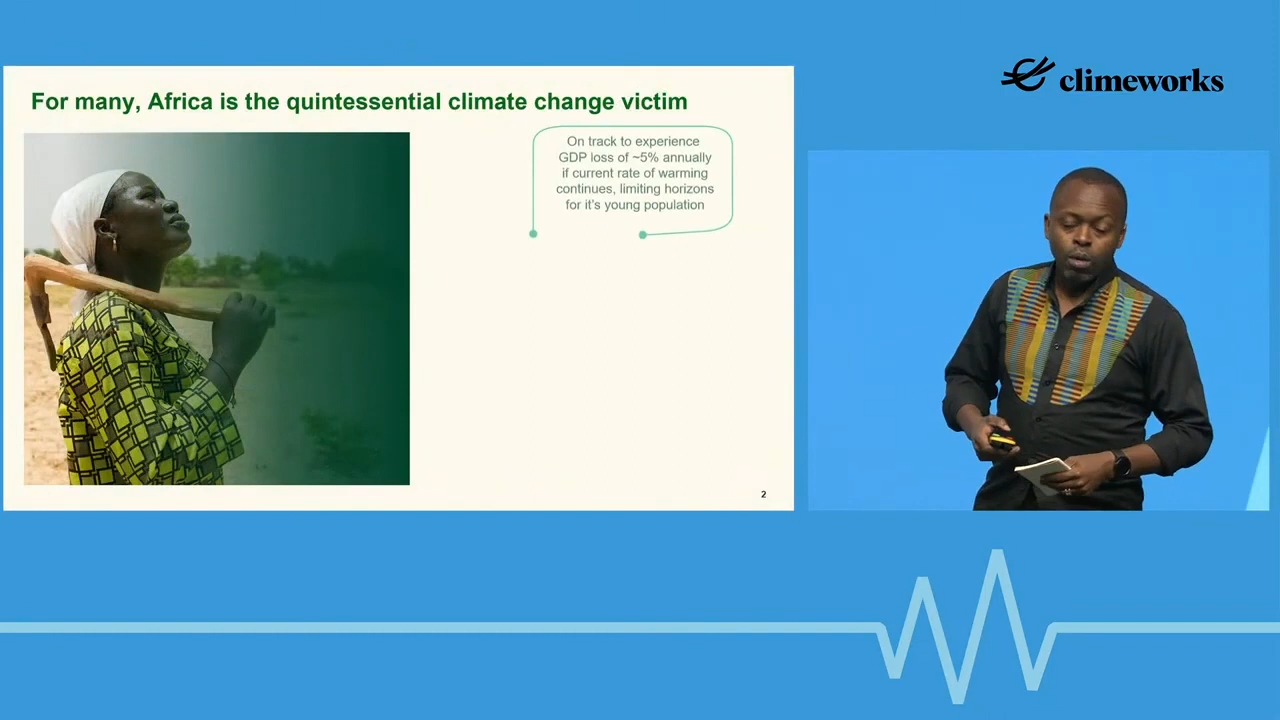 climeworks
For many, Africa is the quintessential climate change victim
On track to experience
GDP loss of ~5% annually
if current rate of warming
continues, limiting horizons
for it's young population
2